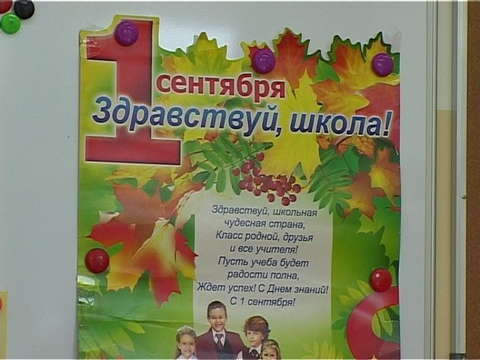 1
сентября
Здравствуй, школа!
Здравствуй, школьная
чудесная страна,
Класс родной, друзья
и все учителя!
Пусть учеба будет
радости полна,
Ждет успех! С Днем знаний!
С 1 сентября!